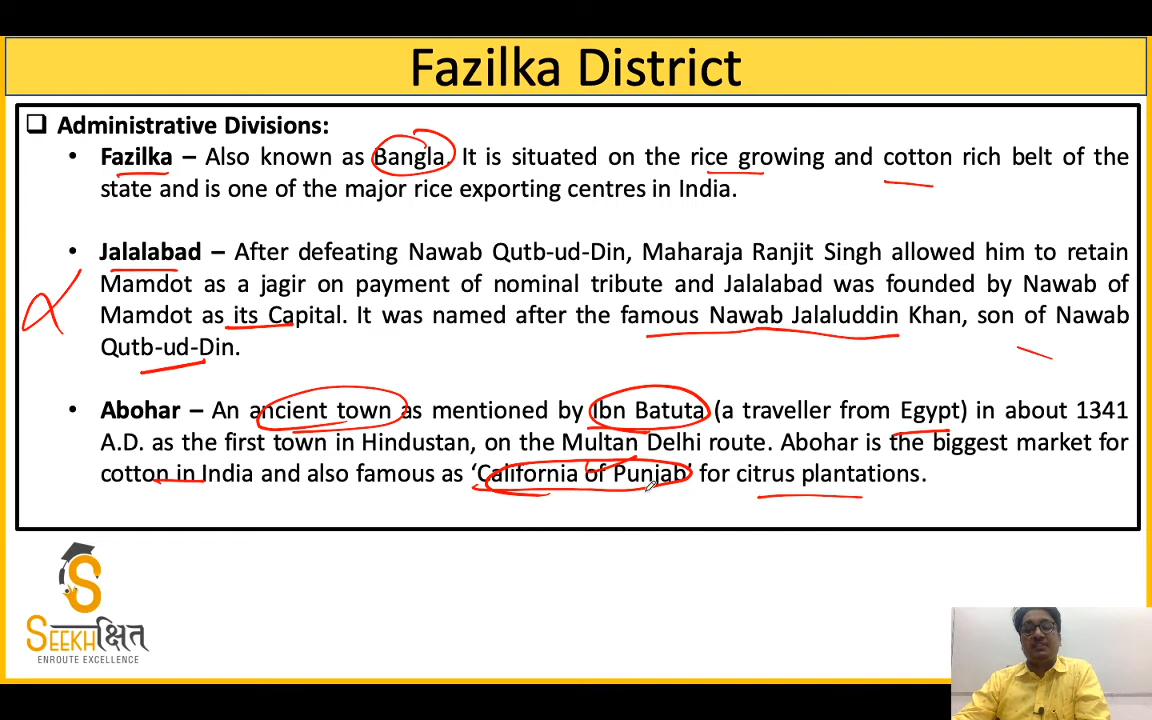 Fazilka District
❑ Administrative Divisions:
• Fazilka – Also known as Bangla. It is situated on the rice growing and cotton rich belt of the
state and is one of the major rice exporting centres in India.
• Jalalabad – After defeating Nawab Qutb-ud-Din, Maharaja Ranjit Singh allowed him to retain
Mamdot as a jagir on payment of nominal tribute and Jalalabad was founded by Nawab of
Mamdot as its Capital. It was named after the famous Nawab Jalaluddin Khan, son of Nawab
Qutb-ud-Din.
• Abohar – An ancient town as mentioned by Ibn Batuta (a traveller from Egypt) in about 1341
A.D. as the first town in Hindustan, on the Multan Delhi route. Abohar is the biggest market for
cotton in India and also famous as ‘California of Punjab’ for citrus plantations.
S
SEEKHक्षित
ENROUTE EXCELLENCE